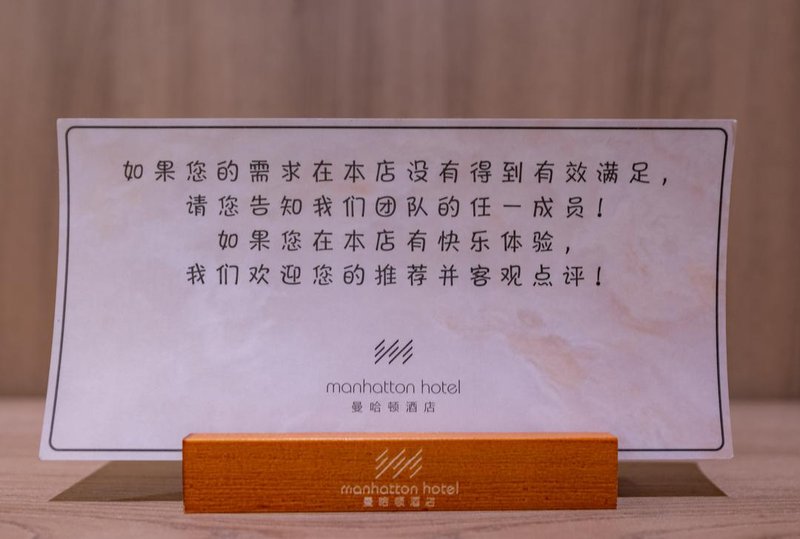 如果您的需求在本店没有得到有效满足，
请您告知我们团队的任一成员！
如果您在本店有快乐体验，
我们欢迎您的推荐并客观点评！
manhatton hotel
曼哈顿酒店
manhatton hotel
曼哈顿酒店